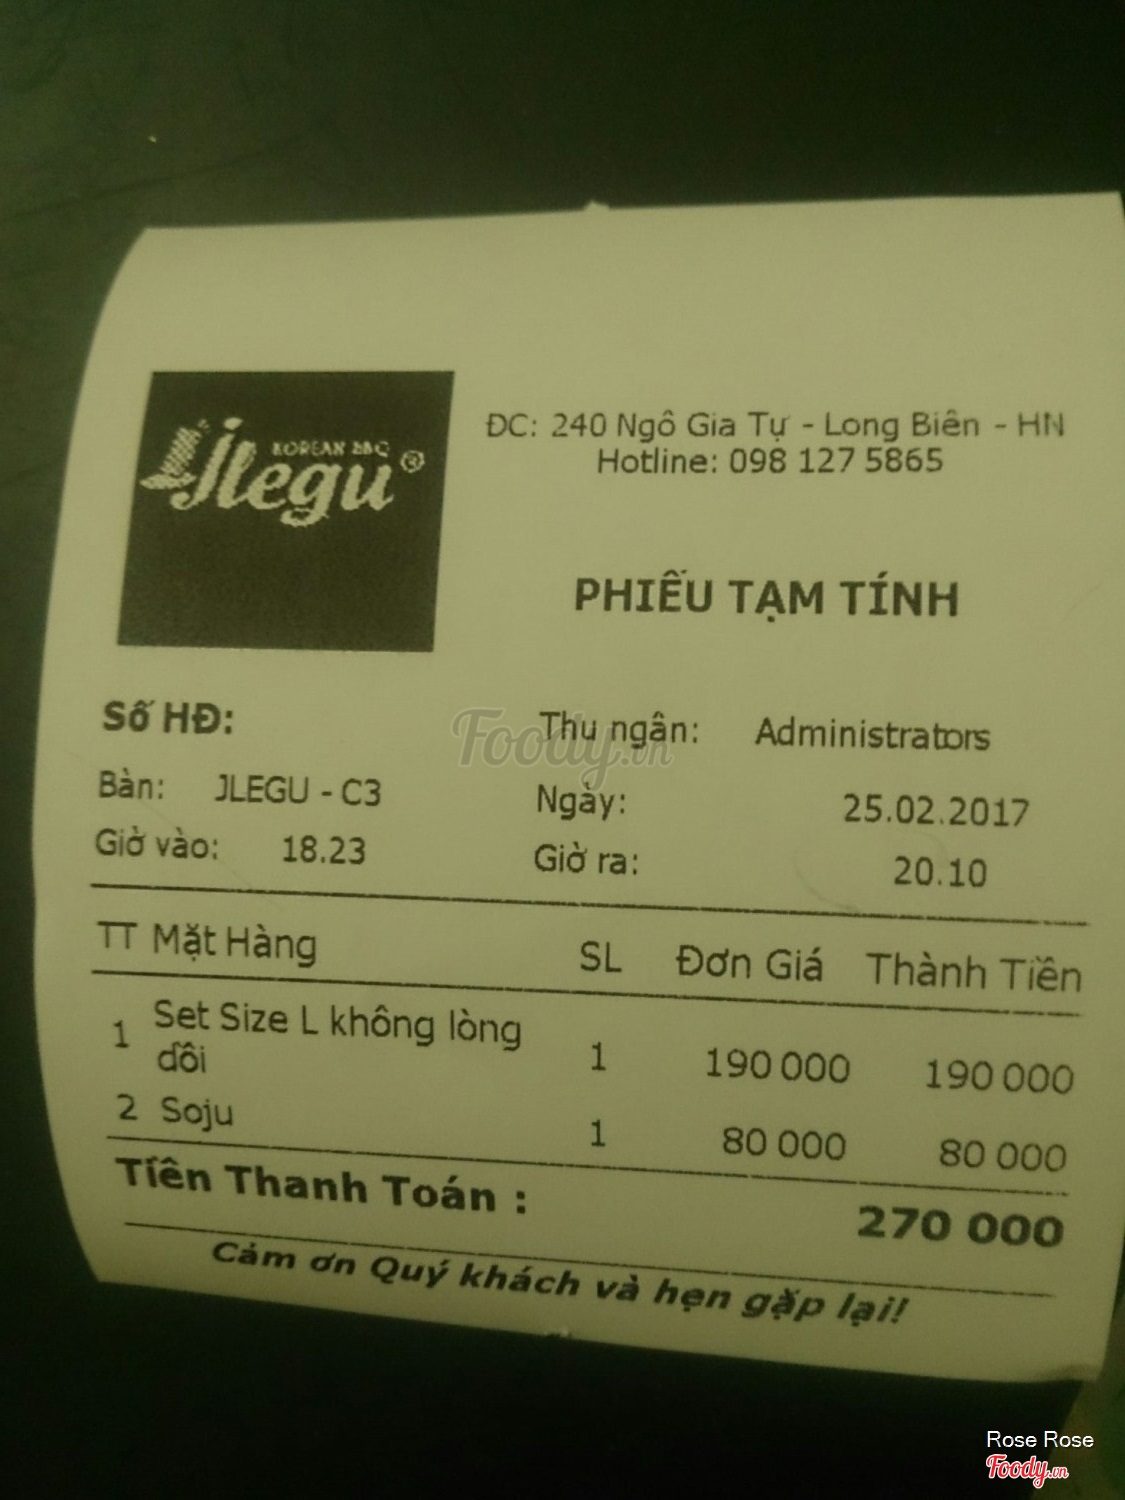 KOREAN BBQ
Jlegu®
ĐC: 240 Ngô Gia Tự - Long Biên - HN
Hotline: 098 127 5865
PHIẾU TẠM TÍNH
Số HĐ:
Thu ngân: Administrators
Bàn: JLEGU - C3
Ngày: 25.02.2017
Giờ vào: 18.23
Giờ ra: 20.10
TT Mặt Hàng SL Đơn Giá Thành Tiền
1 Set Size L không lòng dồi 1 190 000 190 000
2 Soju 1 80 000 80 000
Tiền Thanh Toán : 270 000
Cảm ơn Quý khách và hẹn gặp lại!
Foody.vn
Rose Rose
Foody.vn